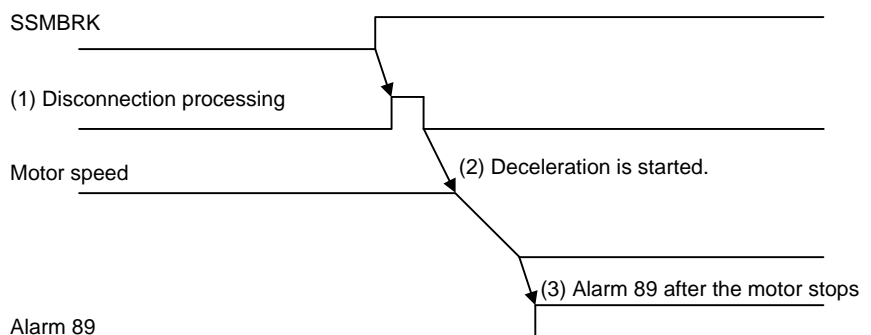 SSMBRK
(1) Disconnection processing
Motor speed
(2) Deceleration is started.
(3) Alarm 89 after the motor stops
Alarm 89